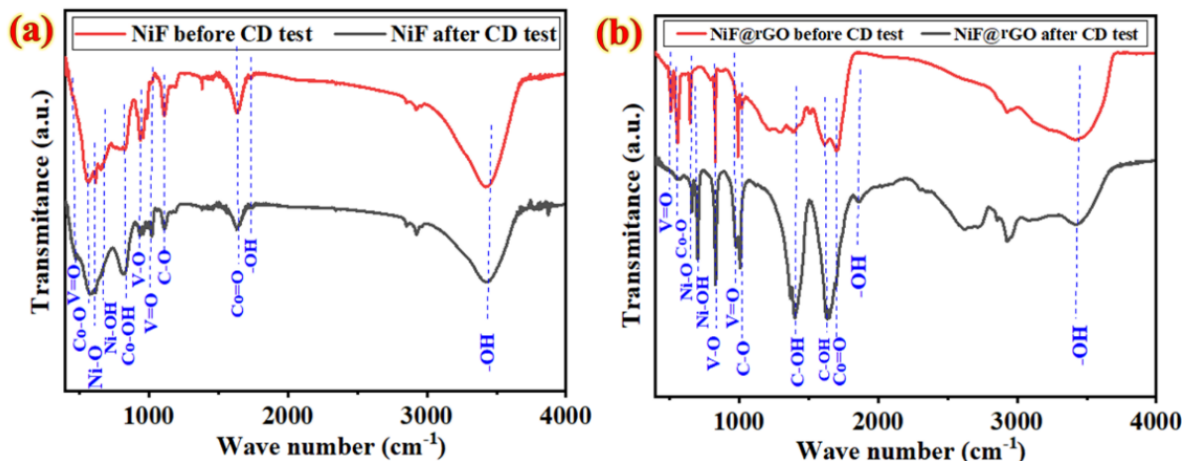 (a)
NiF before CD test
NiF after CD test
Transmitance (a.u.)
V=O
Co-O
Ni-O
Ni-OH
Co-OH
V-O
V=O
C-O
Co=O
-OH
-OH
1000
2000
3000
4000
Wave number (cm⁻¹)
(b)
NiF@rGO before CD test
NiF@rGO after CD test
Transmitance (a.u.)
V=O
Co-O
Ni-O
Ni-OH
V-O
V=O
C-O
C-OH
C-OH
Co=O
-OH
-OH
1000
2000
3000
4000
Wave number (cm⁻¹)